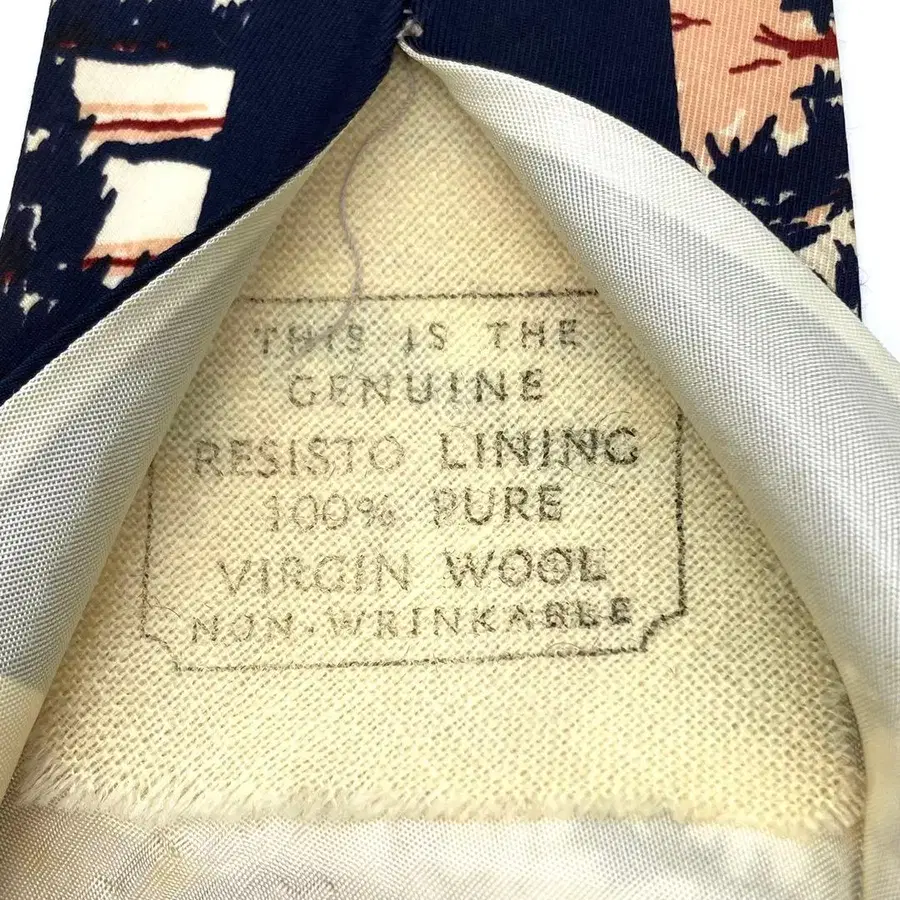 THIS IS THE
GENUINE
RESISTO LINING
100% PURE
VIRGIN WOOL
NON-WRINKABLE